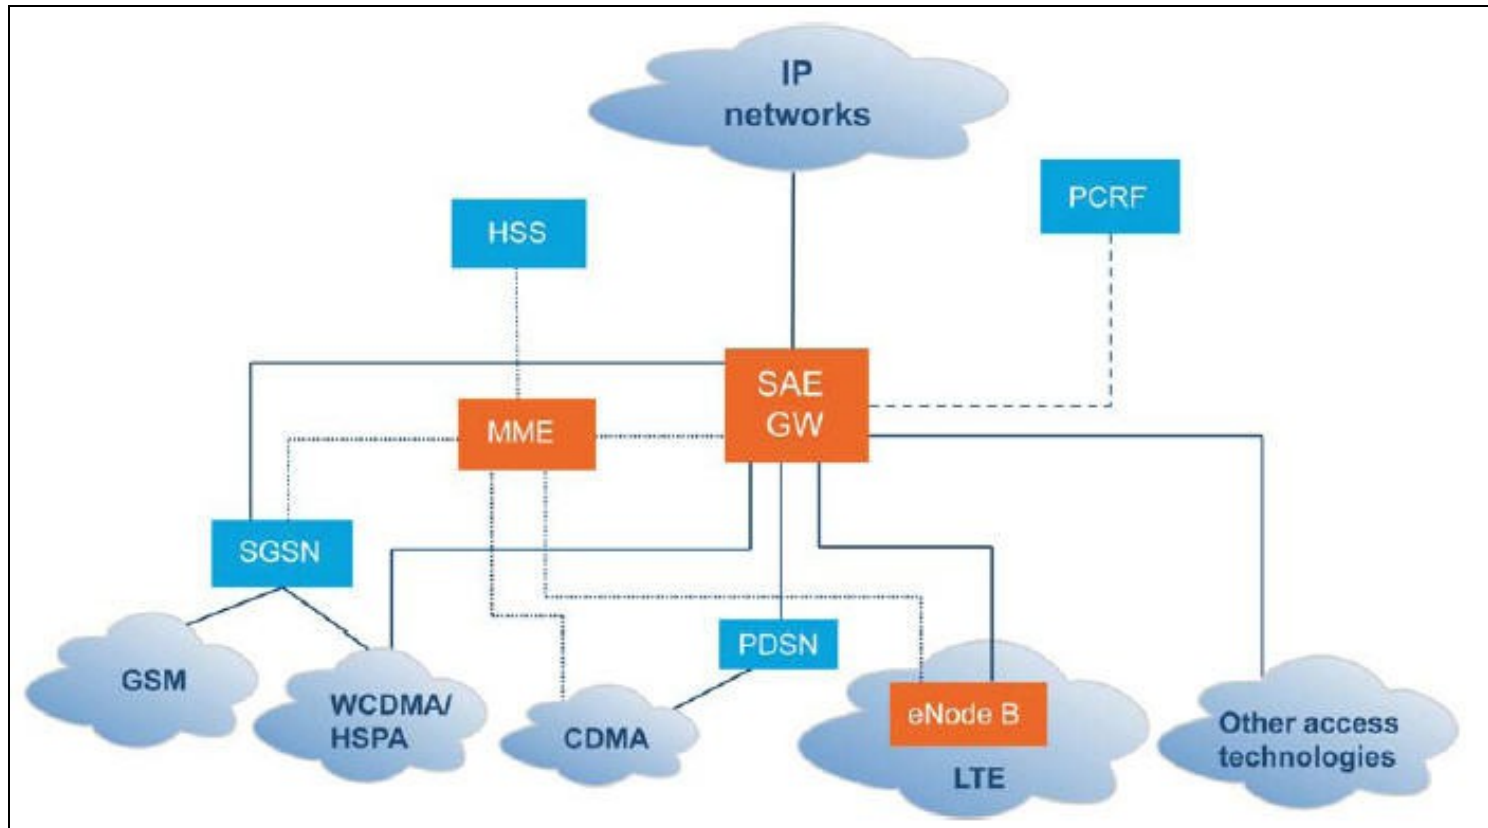 IP
networks
PCRF
HSS
SAE
GW
MME
SGSN
PDSN
GSM
WCDMA/
HSPA
CDMA
eNode B
LTE
Other access
technologies